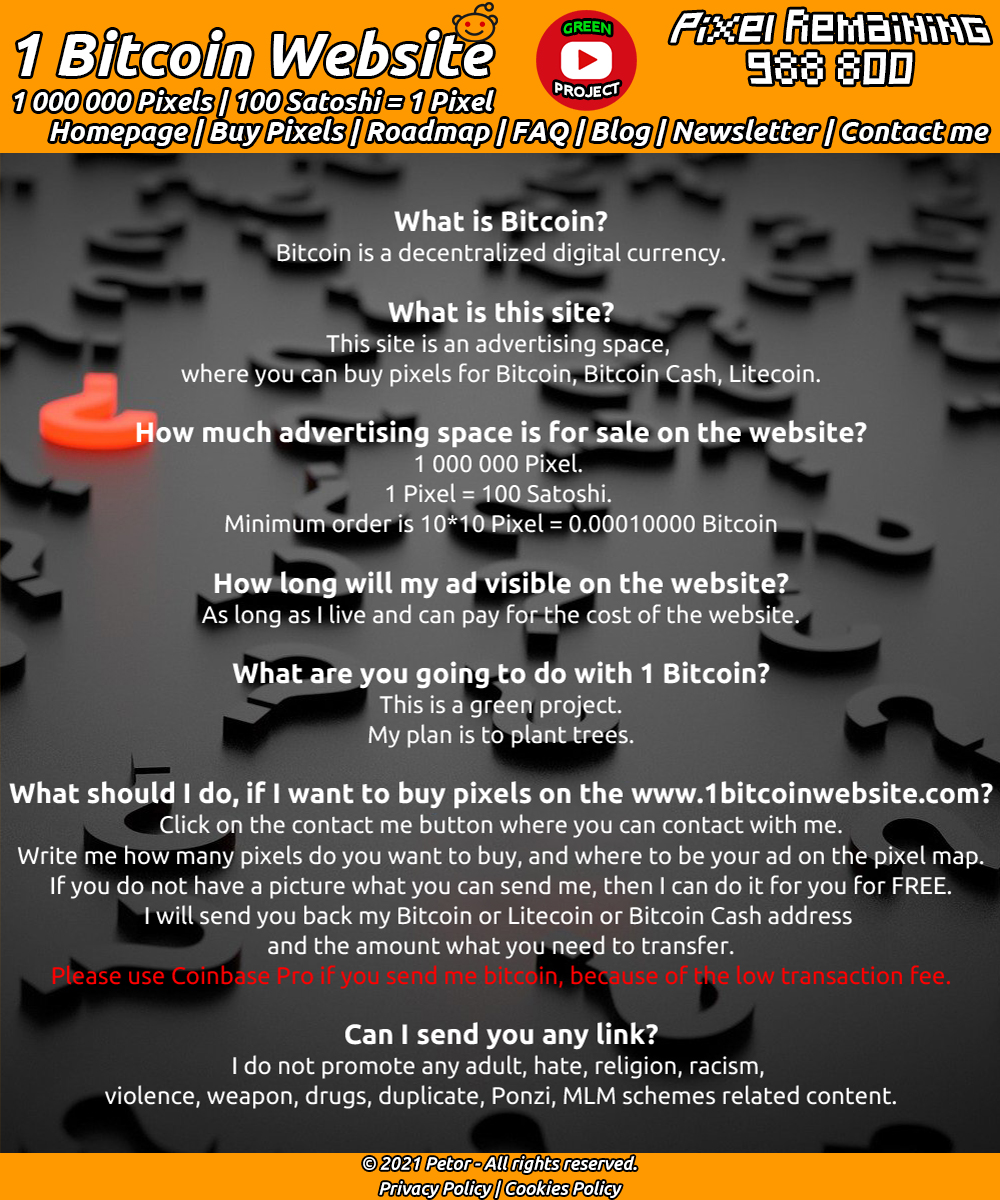 1 Bitcoin Website
1 000 000 Pixels | 100 Satoshi = 1 Pixel
GREEN
PROJECT
Pixel Remaining
988 800
Homepage | Buy Pixels | Roadmap | FAQ | Blog | Newsletter | Contact me
What is Bitcoin?
Bitcoin is a decentralized digital currency.
What is this site?
This site is an advertising space,
where you can buy pixels for Bitcoin, Bitcoin Cash, Litecoin.
How much advertising space is for sale on the website?
1 000 000 Pixel.
1 Pixel = 100 Satoshi.
Minimum order is 10*10 Pixel = 0.00010000 Bitcoin
How long will my ad visible on the website?
As long as I live and can pay for the cost of the website.
What are you going to do with 1 Bitcoin?
This is a green project.
My plan is to plant trees.
What should I do, if I want to buy pixels on the www.1bitcoinwebsite.com?
Click on the contact me button where you can contact with me.
Write me how many pixels do you want to buy, and where to be your ad on the pixel map.
If you do not have a picture what you can send me, then I can do it for you for FREE.
I will send you back my Bitcoin or Litecoin or Bitcoin Cash address
and the amount what you need to transfer.
Please use Coinbase Pro if you send me bitcoin, because of the low transaction fee.
Can I send you any link?
I do not promote any adult, hate, religion, racism,
violence, weapon, drugs, duplicate, Ponzi, MLM schemes related content.
© 2021 Petor - All rights reserved.
Privacy Policy | Cookies Policy